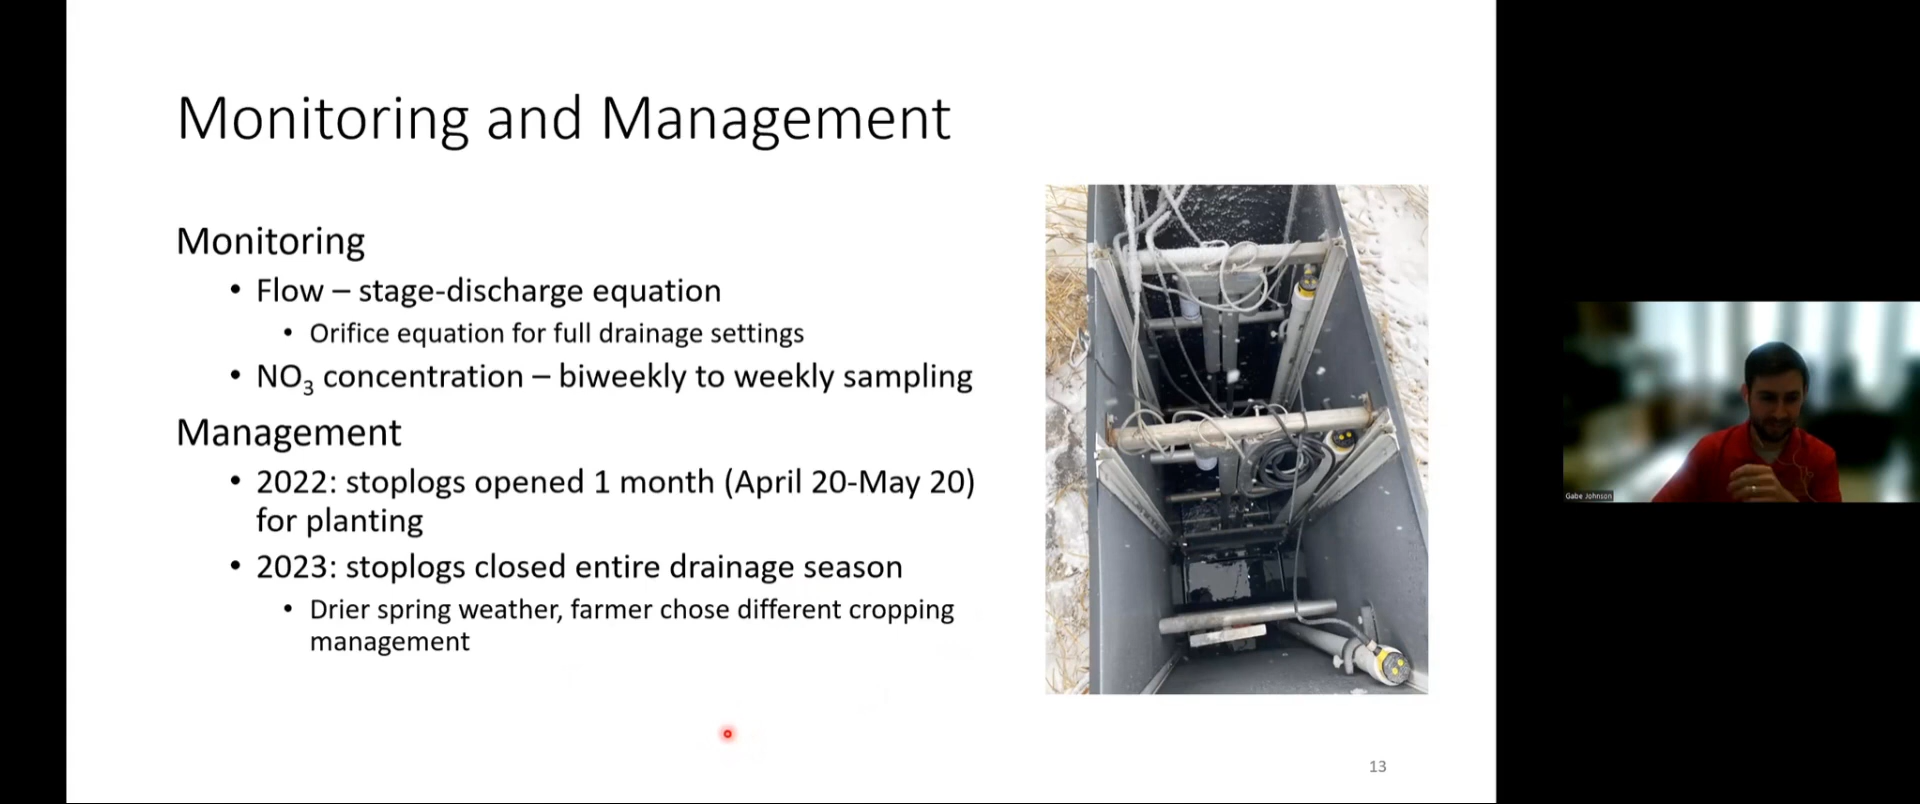 Monitoring and Management
Monitoring
• Flow – stage-discharge equation
• Orifice equation for full drainage settings
• NO₃ concentration – biweekly to weekly sampling
Management
• 2022: stoplogs opened 1 month (April 20-May 20)
for planting
• 2023: stoplogs closed entire drainage season
• Drier spring weather, farmer chose different cropping
management
13
Gabe Johnson